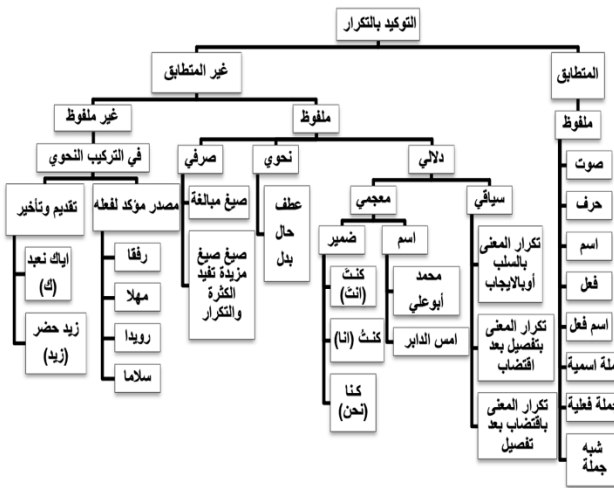 التوكيد بالتكرار
المتطابق
غير المتطابق
ملفوظ
صوت
حرف
اسم
فعل
اسم فعل
ملة اسمية
جملة فعلية
شبه
جملة
ملفوظ
غير ملفوظ
دلالي
نحوي
صرفي
سياقي
تكرار المعنى
بالسلب
أوبالايجاب
تكرار المعنى
بتفصيل بعد
اقتضاب
تكرار المعنى
باقتضاب بعد
تفصيل
معجمي
اسم
محمد
أبوعلي
امس الدابر
ضمير
كنتَ
(انتَ)
كنتُ (انا)
كنا
(نحن)
عطف
حال
بدل
صيغ مبالغة
صيغ صيغ
مزيدة تفيد
الكثرة
والتكرار
في التركيب النحوي
مصدر مؤكد لفعله
رفقا
مهلا
رويدا
سلاما
تقديم وتأخير
اياك نعبد
(ك)
زيد حضر
(زيد)